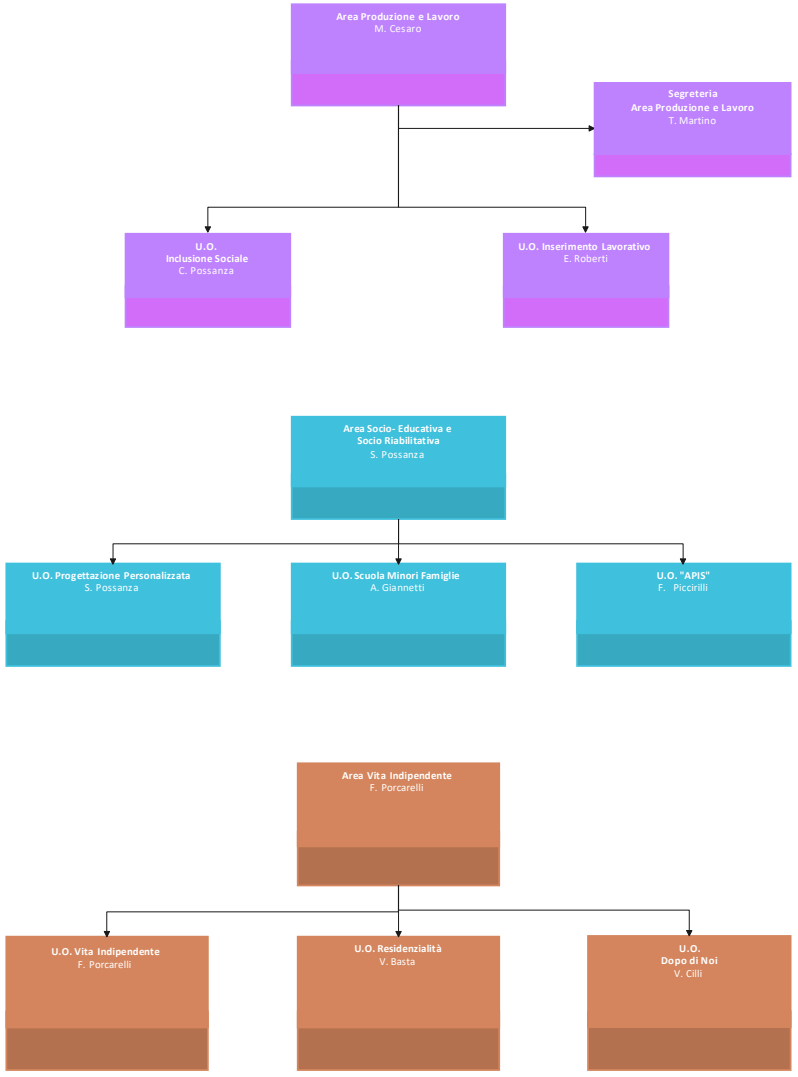 Area Produzione e Lavoro
M. Cesaro
Segreteria
Area Produzione e Lavoro
T. Martino
U.O.
Inclusione Sociale
C. Possanza
U.O. Inserimento Lavorativo
E. Roberti
Area Socio- Educativa e
Socio Riabilitativa
S. Possanza
U.O. Progettazione Personalizzata
S. Possanza
U.O. Scuola Minori Famiglie
A. Giannetti
U.O. "APIS"
F. Piccirilli
Area Vita Indipendente
F. Porcarelli
U.O. Vita Indipendente
F. Porcarelli
U.O. Residenzialità
V. Basta
U.O.
Dopo di Noi
V. Cilli